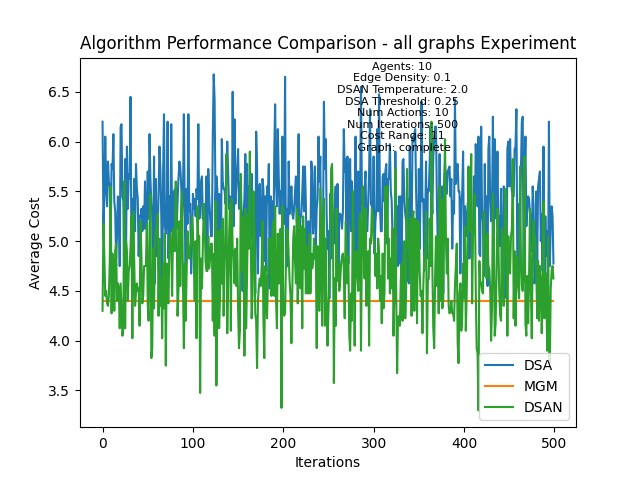 Algorithm Performance Comparison - all graphs Experiment
Agents: 10
Edge Density: 0.1
DSAN Temperature: 2.0
DSA Threshold: 0.25
Num Actions: 10
Num Iterations: 500
Cost Range: 11
Graph: complete
Average Cost
6.5
6.0
5.5
5.0
4.5
4.0
3.5
DSA
MGM
DSAN
0
100
200
300
400
500
Iterations